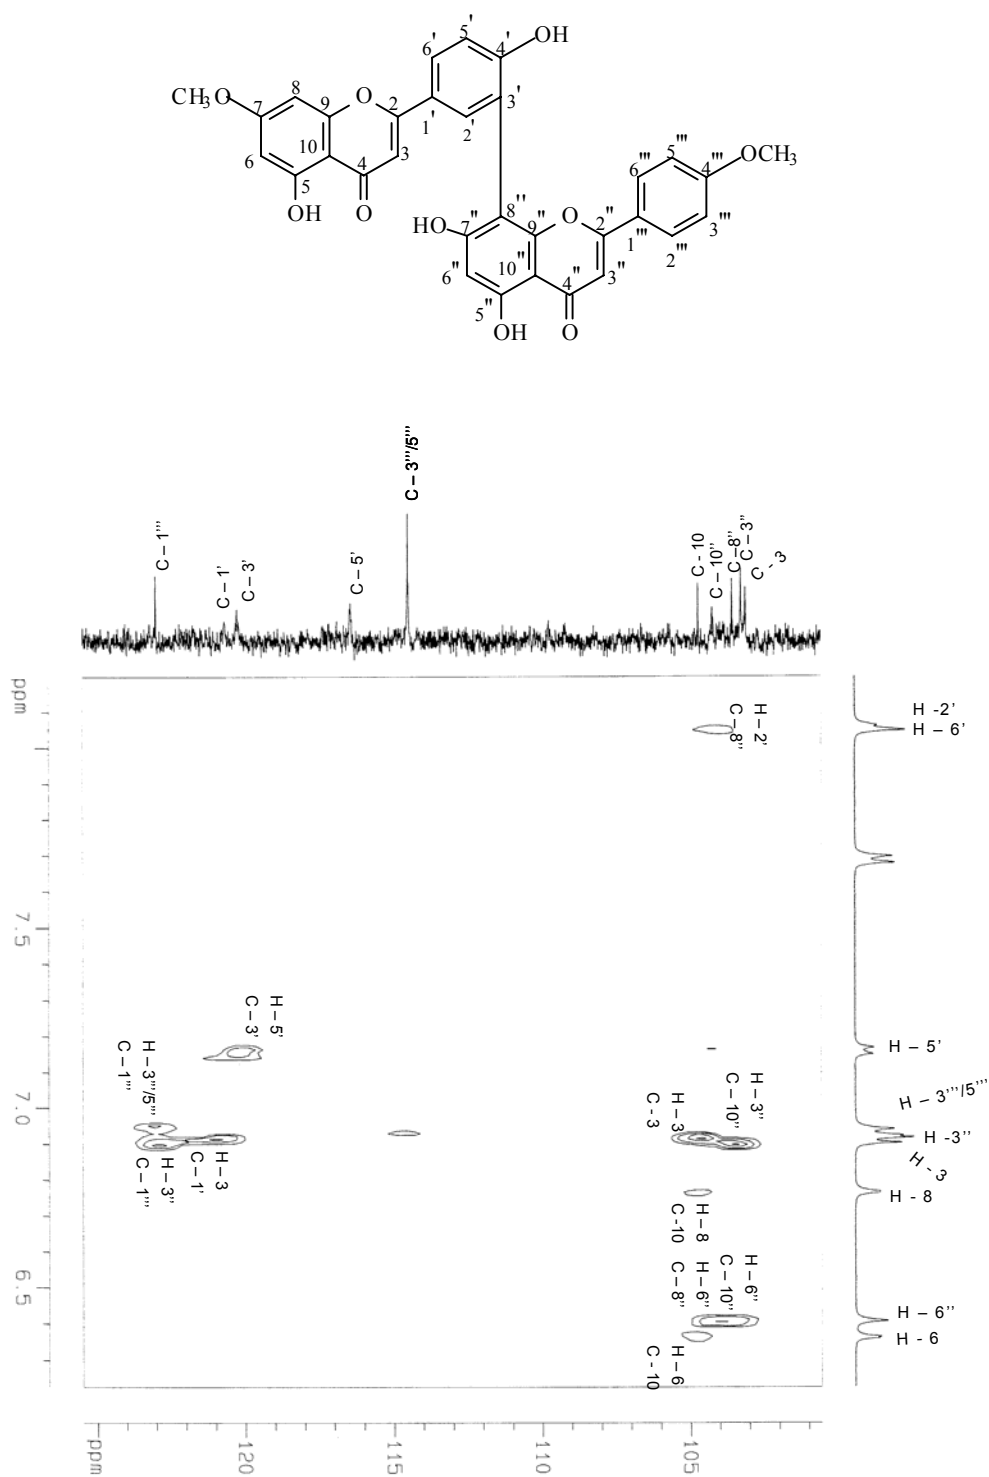 OH
5'
4'
6'
CH₃O
8
7
9
O
2
3'
1'
2'
10
4
3
6
5
OH
O
5'''
6'''
4'''
OCH₃
8''
HO
7''
9''
O
2''
1'''
3'''
2'''
6''
10''
4''
3''
5''
OH
O
C – 3'''/5'''
C – 1'''
C – 1'
C – 3'
C – 5'
C - 10
C – 10''
C – 8''
C – 3''
C - 3
ppm
7.5
7.0
6.5
H – 2'
C – 8''
H – 5'
C – 3'
H – 3'''/5'''
C – 1'''
H – 3''
C – 1'''
H – 3
C – 1'
H – 3''
C – 10''
H – 3
C - 3
H – 8
C -10
H – 6''
C – 10''
H – 6''
C – 8''
H – 6
C - 10
H -2'
H – 6'
H – 5'
H – 3'''/5'''
H -3''
H - 3
H - 8
H – 6''
H - 6
ppm
120
115
110
105